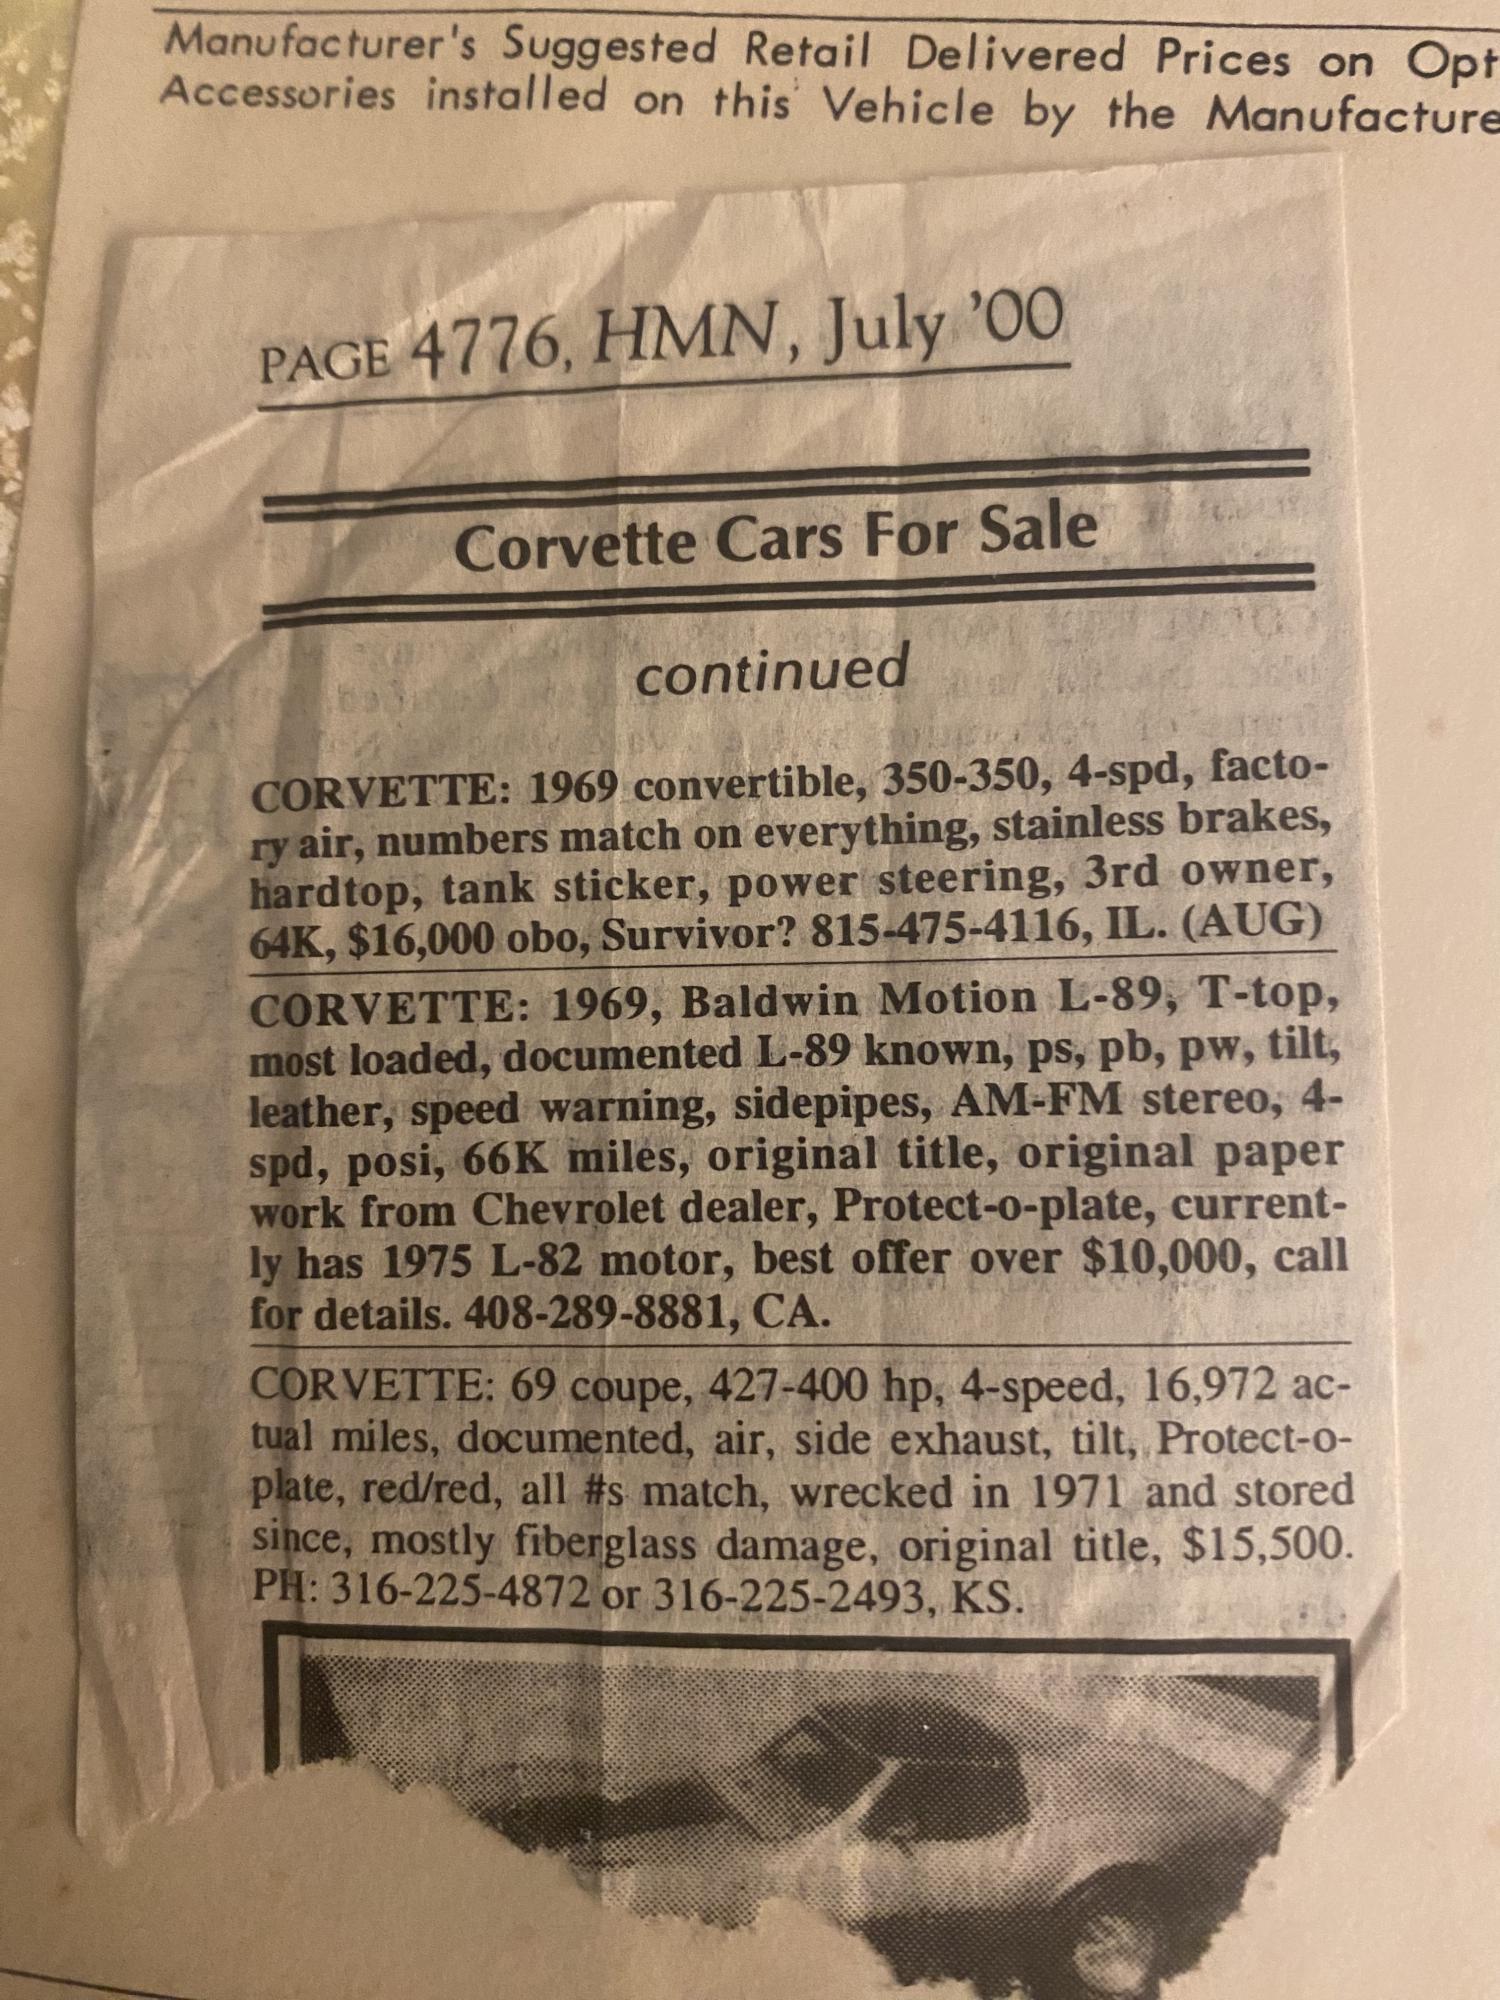 Manufacturer's Suggested Retail Delivered Prices on
Accessories installed on this Vehicle by the
PAGE 4776, HMN, July '00
Corvette Cars For Sale
continued
CORVETTE: 1969 convertible, 350-350, 4-spd, facto-
ry air, numbers match on everything, stainless brakes,
hardtop, tank sticker, power steering, 3rd owner,
64K, $16,000 obo, Survivor? 815-475-4116, IL. (AUG)
CORVETTE: 1969, Baldwin Motion L-89, T-top,
most loaded, documented L-89 known, ps, pb, pw, tilt,
leather, speed warning, sidepipes, AM-FM stereo, 4-
spd, posi, 66K miles, original title, original paper
work from Chevrolet dealer, Protect-o-plate, current-
ly has 1975 L-82 motor, best offer over $10,000, call
for details. 408-289-8881, CA.
CORVETTE: 69 coupe, 427-400 hp, 4-speed, 16,972 ac-
tual miles, documented, air, side exhaust, tilt, Protect-o-
plate, red/red, all #s match, wrecked in 1971 and stored
since, mostly fiberglass damage, original title, $15,500.
PH: 316-225-4872 or 316-225-2493, KS.